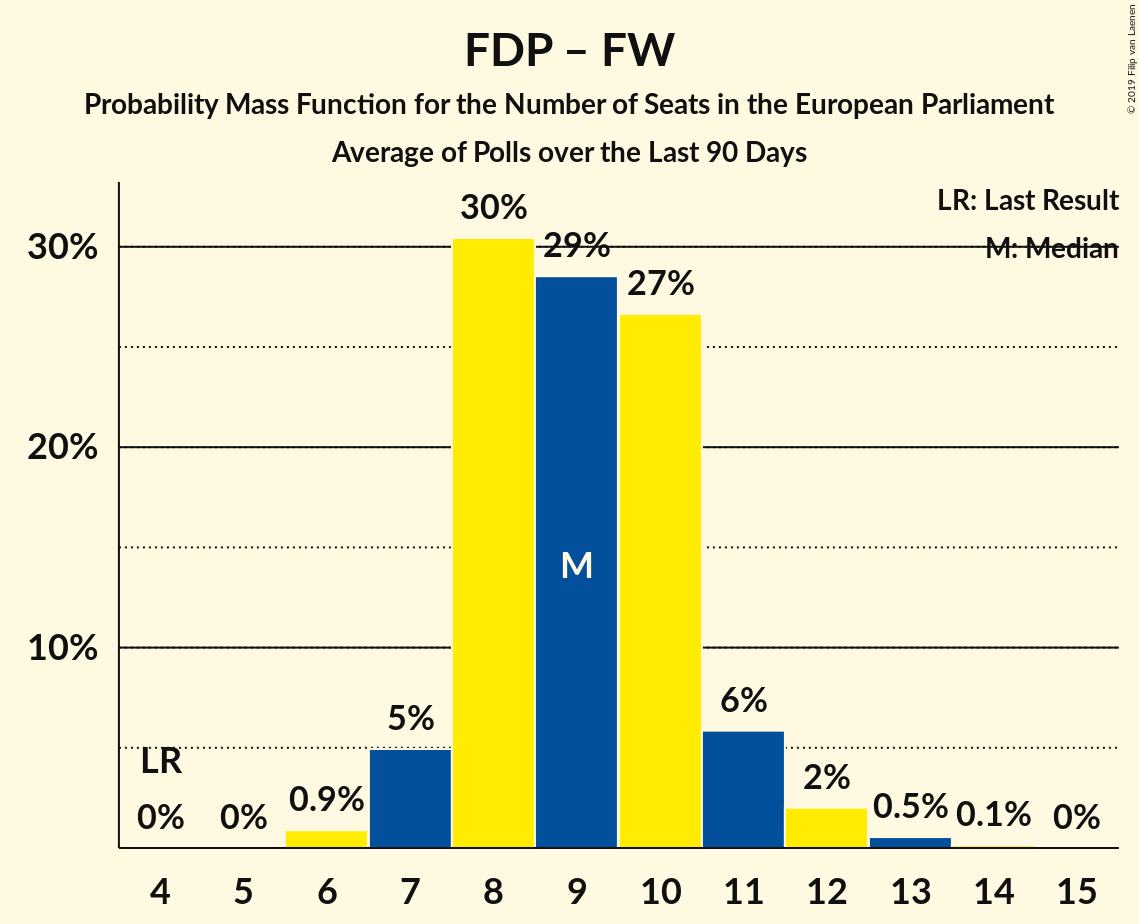 FDP – FW
Probability Mass Function for the Number of Seats in the European Parliament
Average of Polls over the Last 90 Days
© 2019 Filip van Laenen
LR: Last Result
M: Median
30%
20%
10%
LR
0%
0%
0.9%
5%
30%
29%
27%
6%
2%
0.5%
0.1%
0%
M
4 5 6 7 8 9 10 11 12 13 14 15